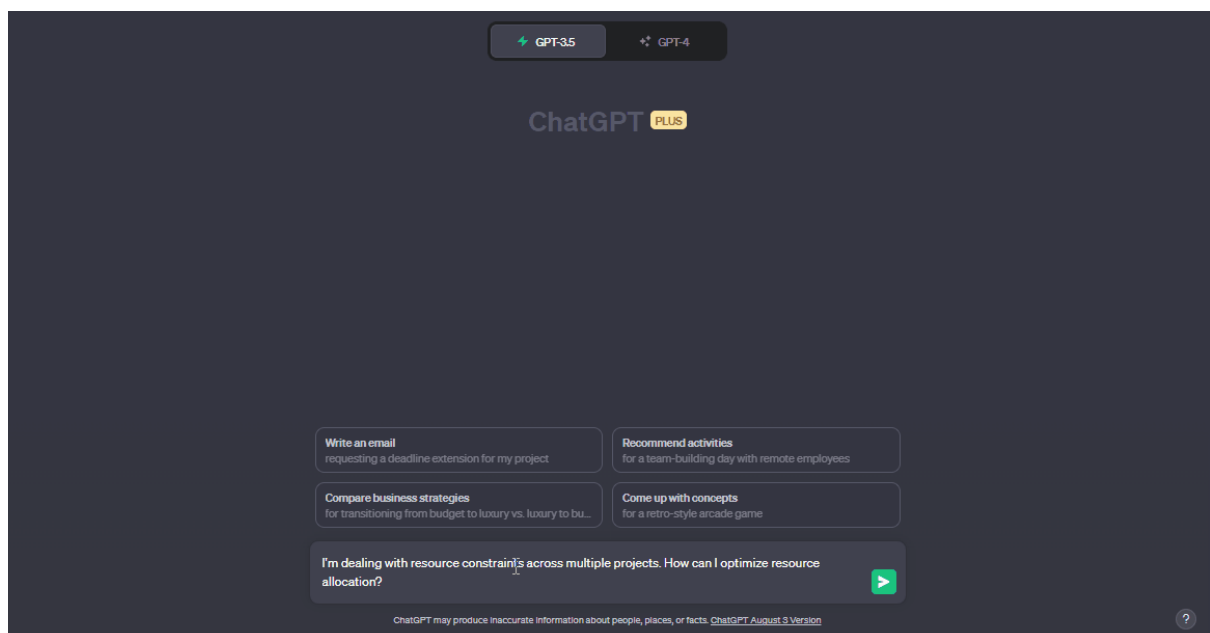 GPT-3.5
GPT-4
ChatGPT PLUS
Write an email
requesting a deadline extension for my project
Recommend activities
for a team-building day with remote employees
Compare business strategies
for transitioning from budget to luxury vs. luxury to bu...
Come up with concepts
for a retro-style arcade game
I'm dealing with resource constraints across multiple projects. How can I optimize resource
allocation?
ChatGPT may produce inaccurate information about people, places, or facts. ChatGPT August 3 Version
?